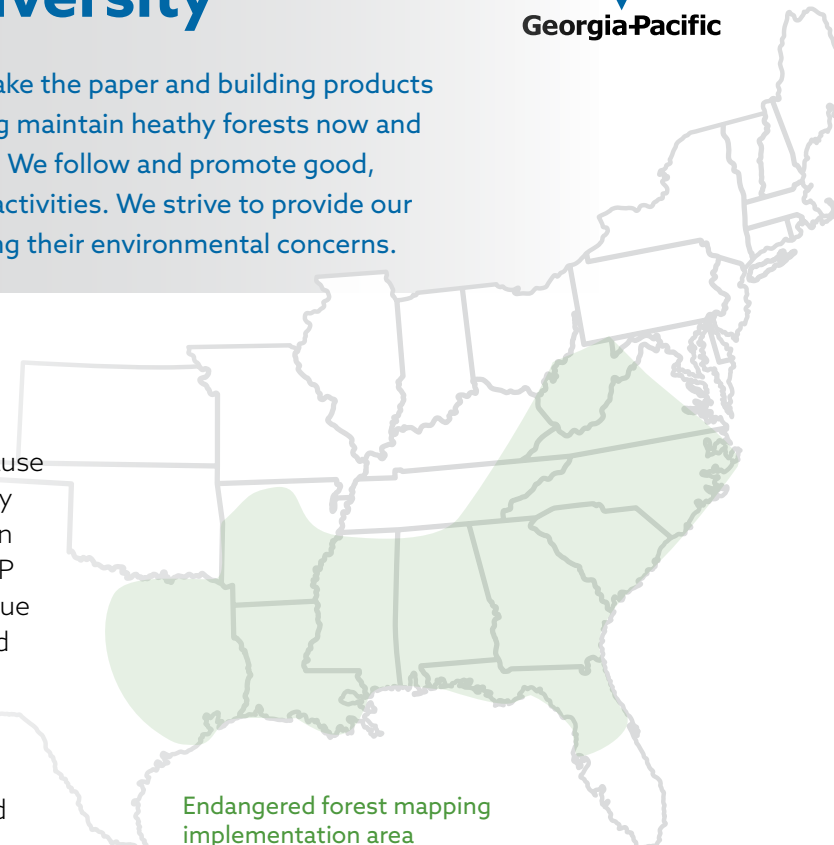 Georgia-Pacific
ake the paper and building products
g maintain heathy forests now and
We follow and promote good,
activities. We strive to provide our
ng their environmental concerns.
use
y
n
P
ue
d
d
Endangered forest mapping
implementation area